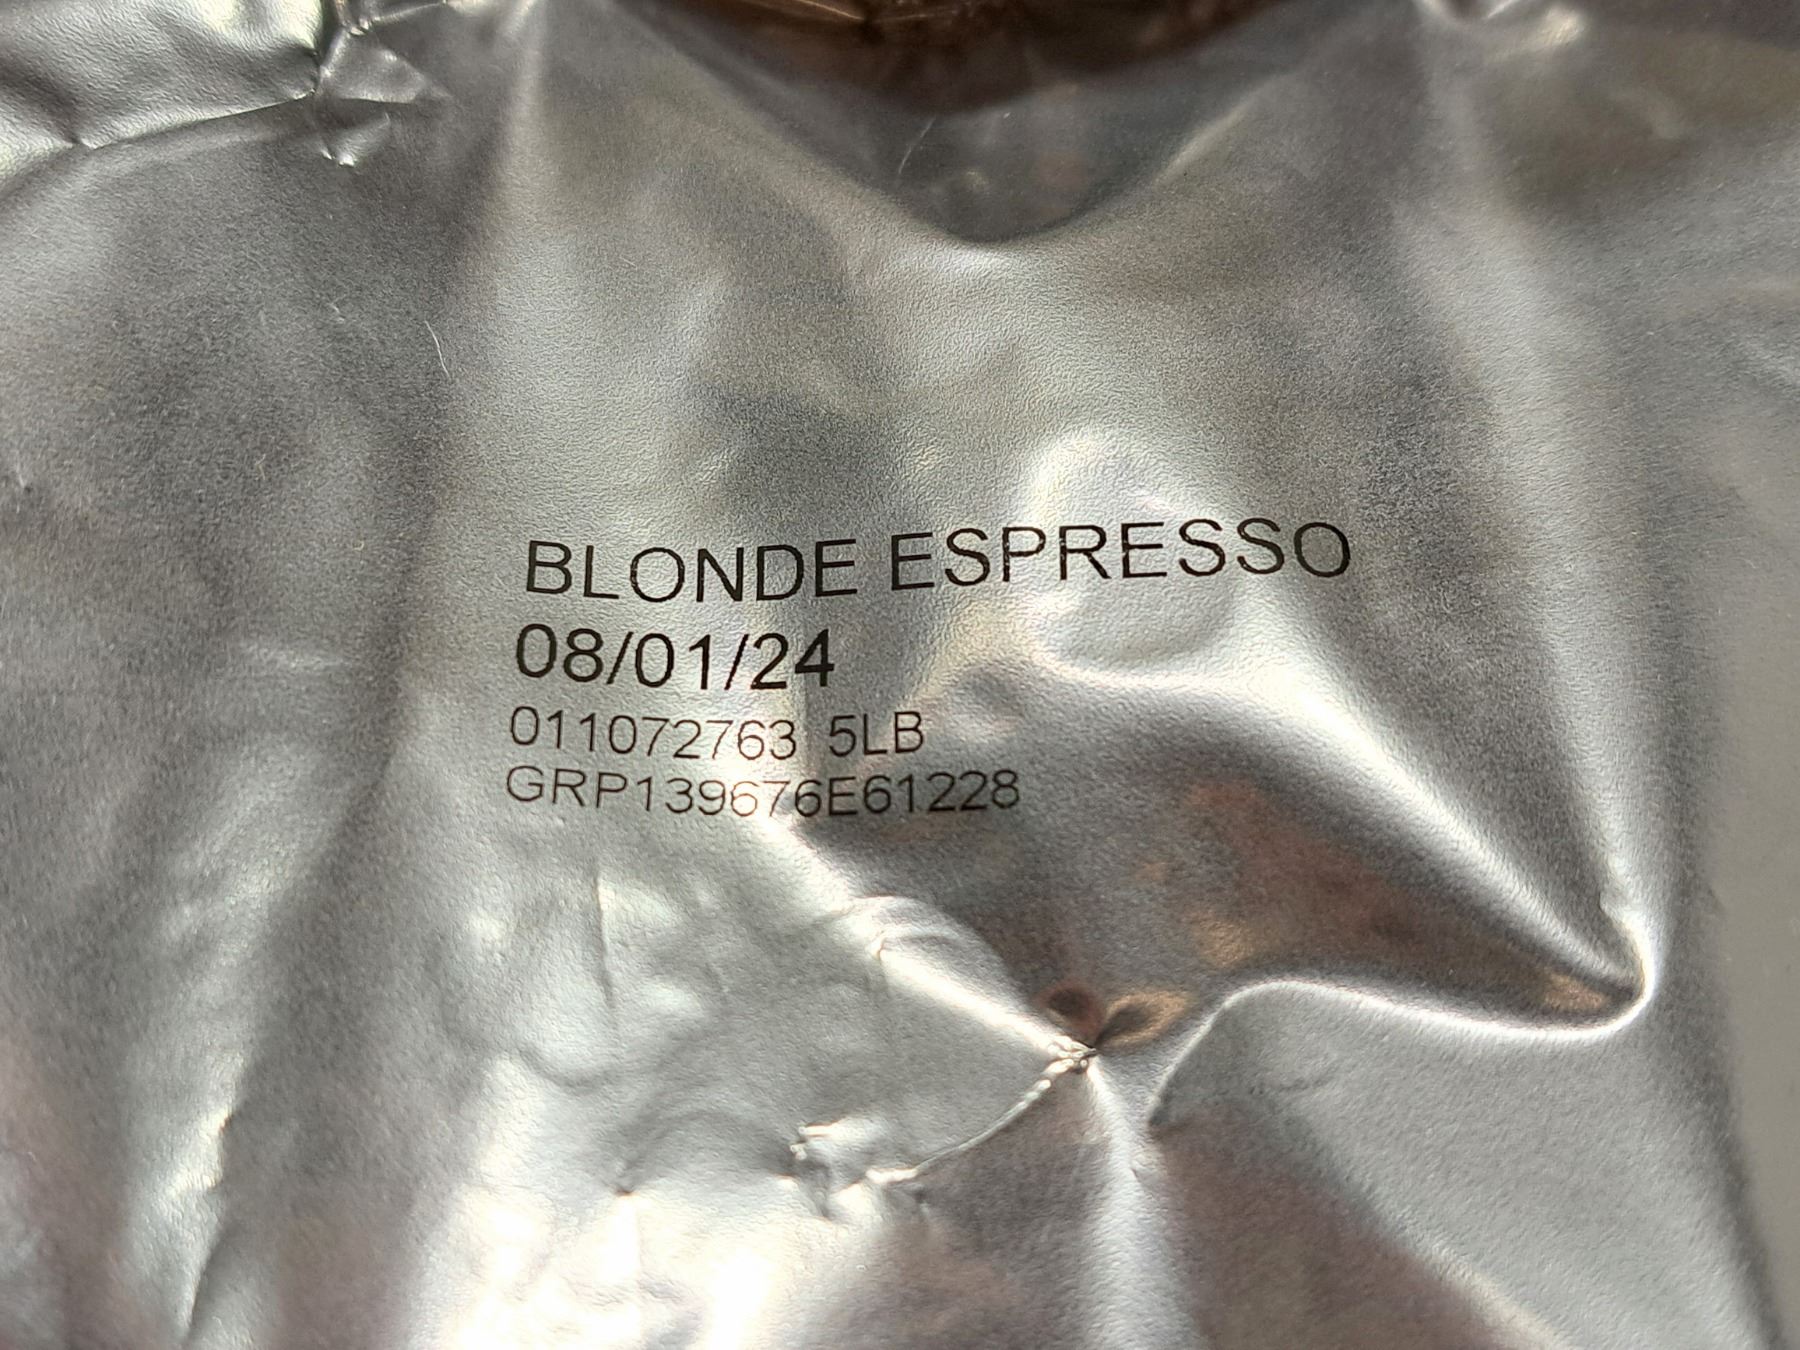 BLONDE ESPRESSO
08/01/24
011072763 5LB
GRP139676E61228